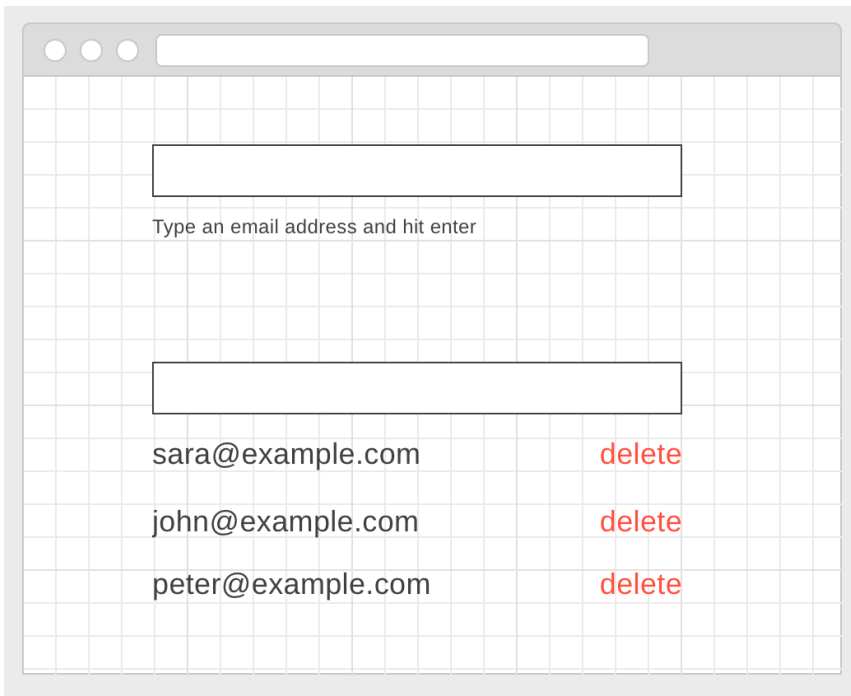 Type an email address and hit enter
sara@example.com delete
john@example.com delete
peter@example.com delete